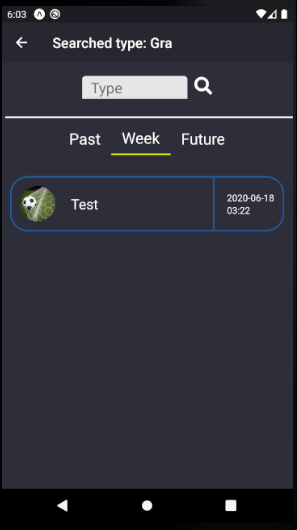 6:03
Searched type: Gra
Type
Past Week Future
Test
2020-06-18
03:22